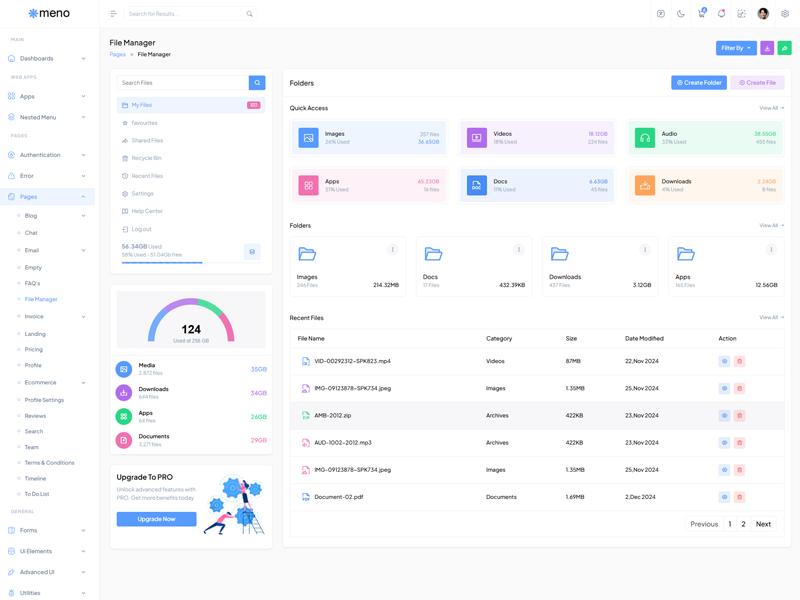 meno
Search for Results...
4
MAIN
Dashboards
WEB APPS
Apps
Nested Menu
PAGES
Authentication
Error
Pages
Blog
Chat
Email
Empty
FAQ's
File Manager
Invoice
Landing
Pricing
Profile
Ecommerce
Profile Settings
Reviews
Search
Team
Terms & Conditions
Timeline
To Do List
GENERAL
Forms
Ui Elements
Advanced UI
Utilities
File Manager
Pages » File Manager
Filter By
Search Files
My Files
favourites
Shared Files
Recycle Bin
Recent Files
Settings
Help Center
Log out
56.34GB Used
58% Used - 51.04Gb Free
124
Used of 256 GB
Media 35GB
Downloads 34GB
644 files
Apps 26GB
64 files
Documents 29GB
Upgrade To PRO
Unlock advanced features with
PRO. Get more benefits today
Upgrade Now
Folders
Create Folder
Create File
Quick Access
View All
Images 257 files
26% Used 36.65GB
Videos 18.12GB
18% Used 224 files
Audio 38.55GB
33% Used 455 files
Apps 65.23GB
31% Used 16 files
Docs 6.63GB
11% Used 45 files
Downloads 2.24GB
4% Used 8 files
Folders
View All
Images
246 Files 214.32MB
Docs
17 Files 432.39KB
Downloads
437 Files 3.12GB
Apps
165 Files 12.56GB
Recent Files
View All
File Name Category Size Date Modified Action
VID-00292312-SPK823.mp4 Videos 87MB 22,Nov 2024
IMG-09123878-SPK734.jpeg Images 1.35MB 25,Nov 2024
AMB-2012.zip Archives 422KB 23,Nov 2024
AUD-1002-2012.mp3 Archives 422KB 23,Nov 2024
IMG-09123878-SPK734.jpeg Images 1.35MB 25,Nov 2024
Document-02.pdf Documents 1.69MB 2,Dec 2024
Previous 1 2 Next